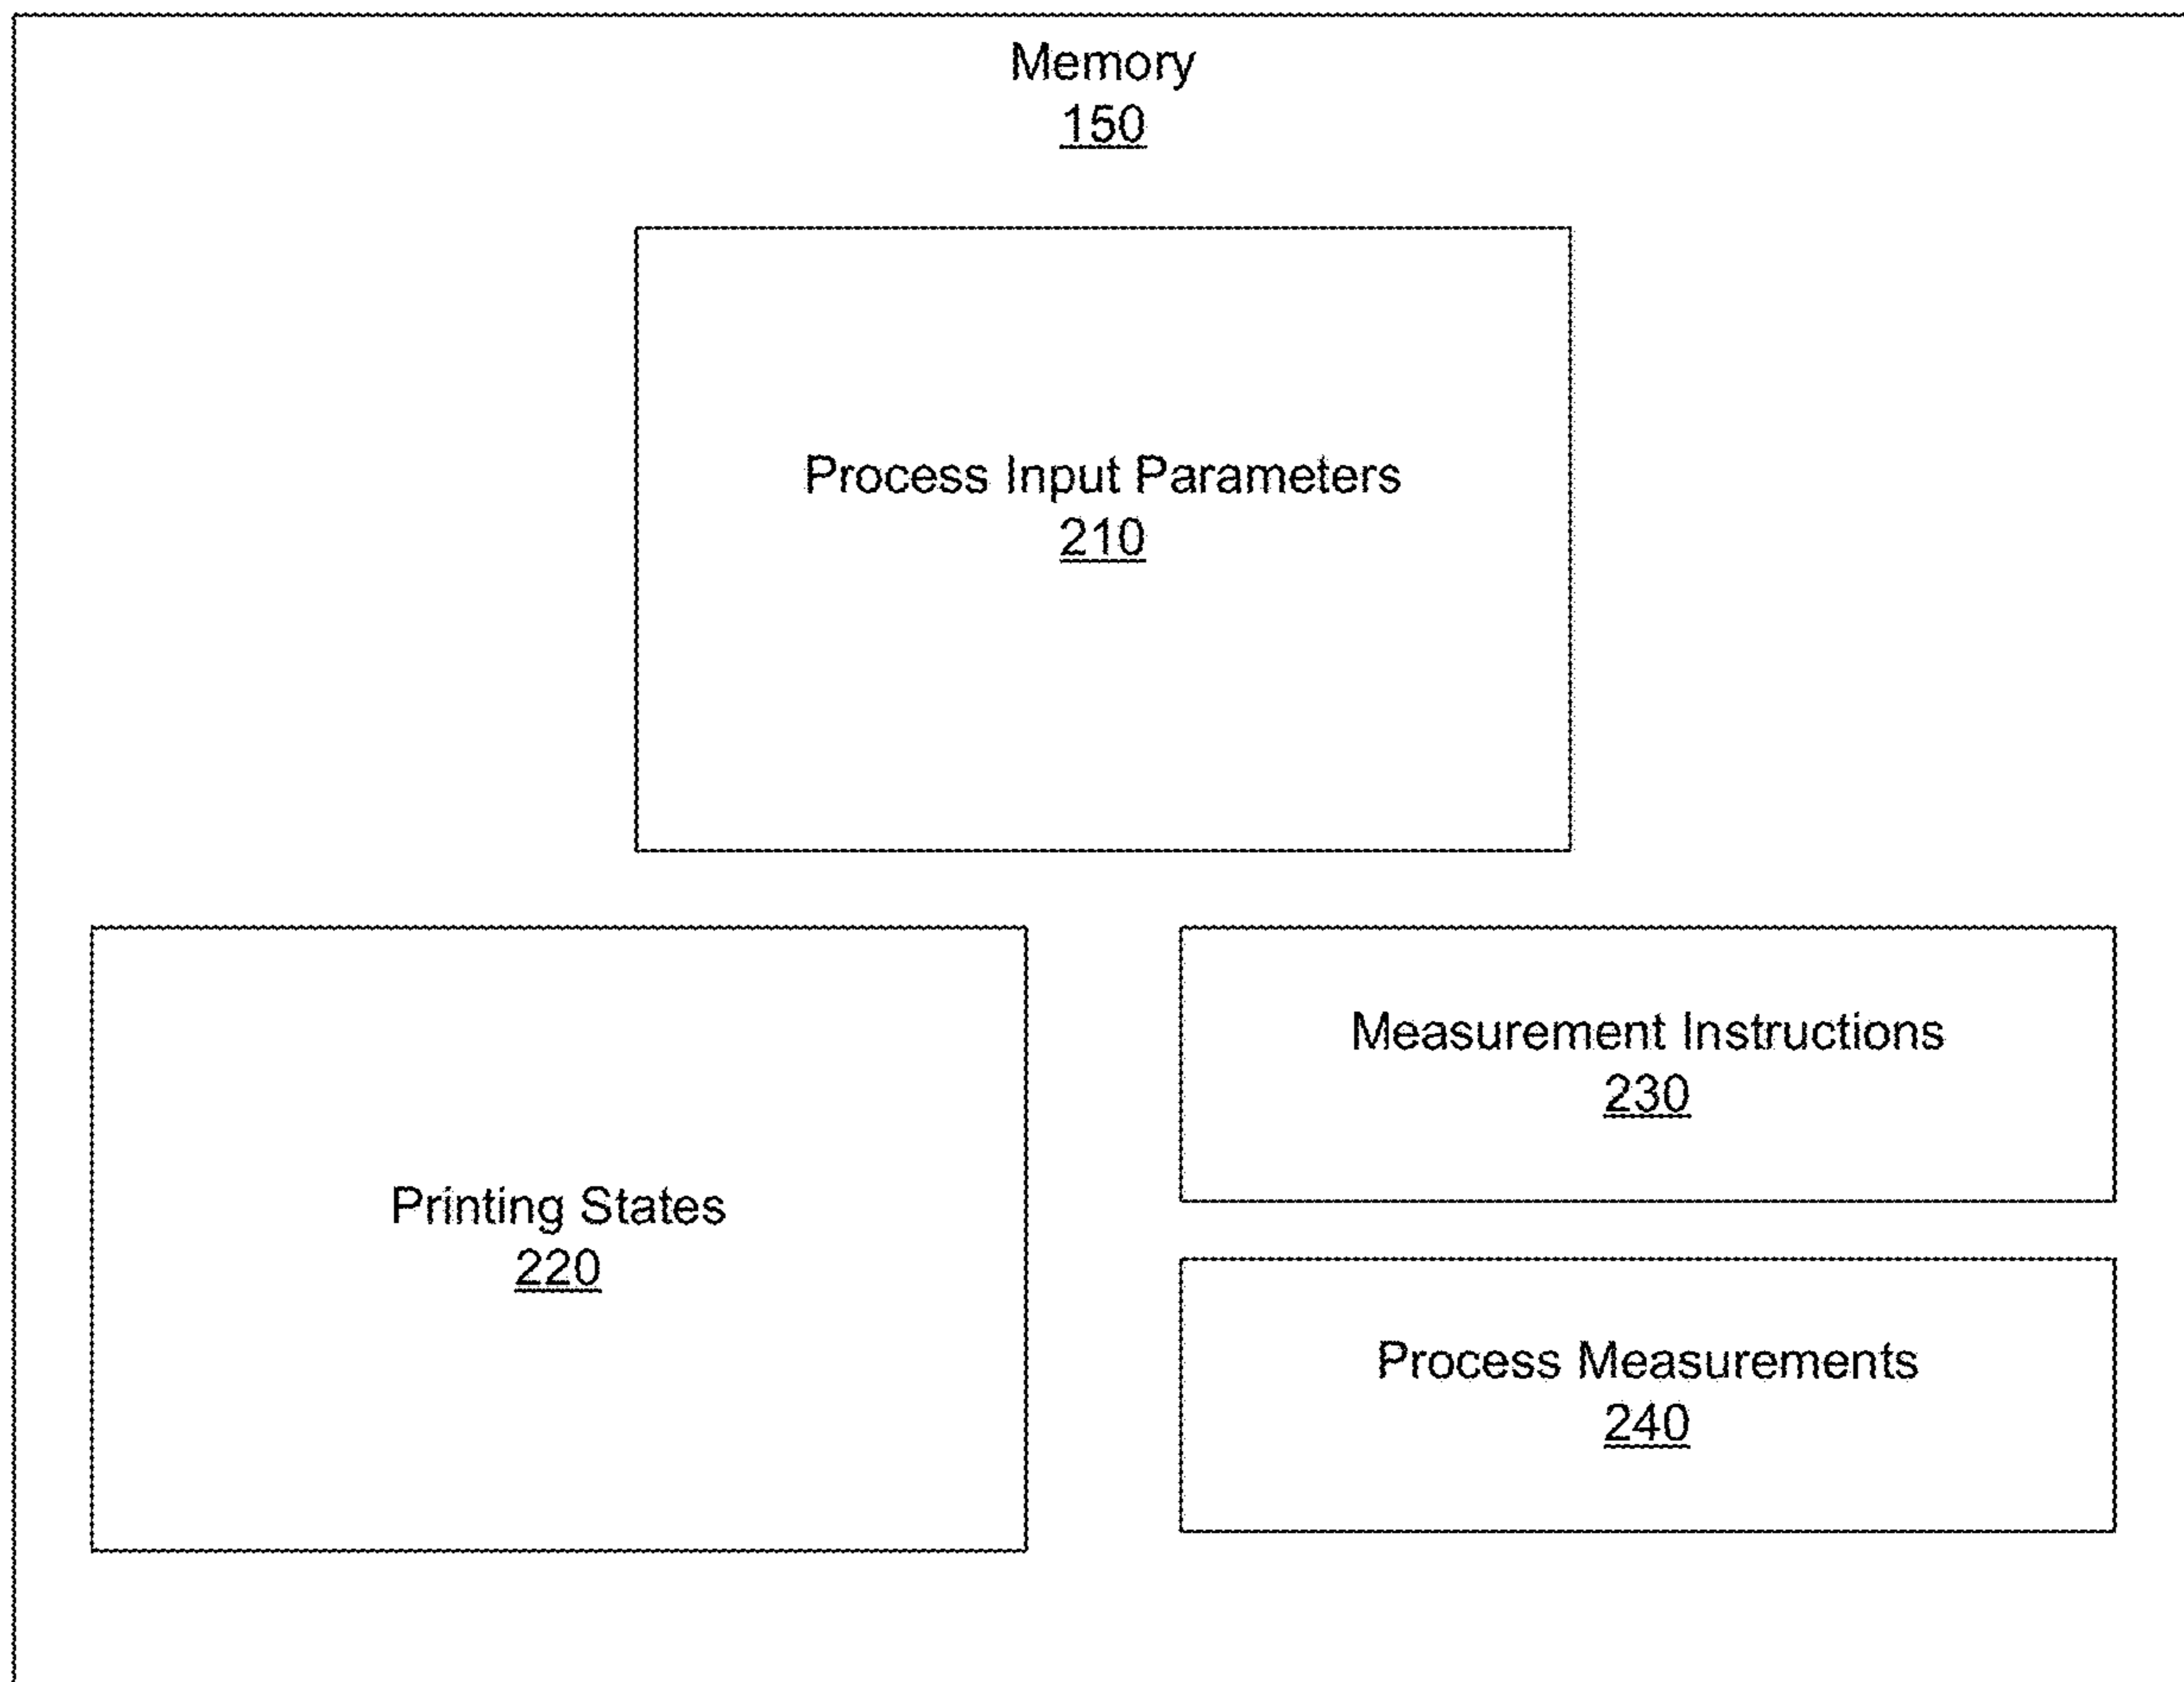 Memory
150
Process Input Parameters
210
Printing States
220
Measurement Instructions
230
Process Measurements
240